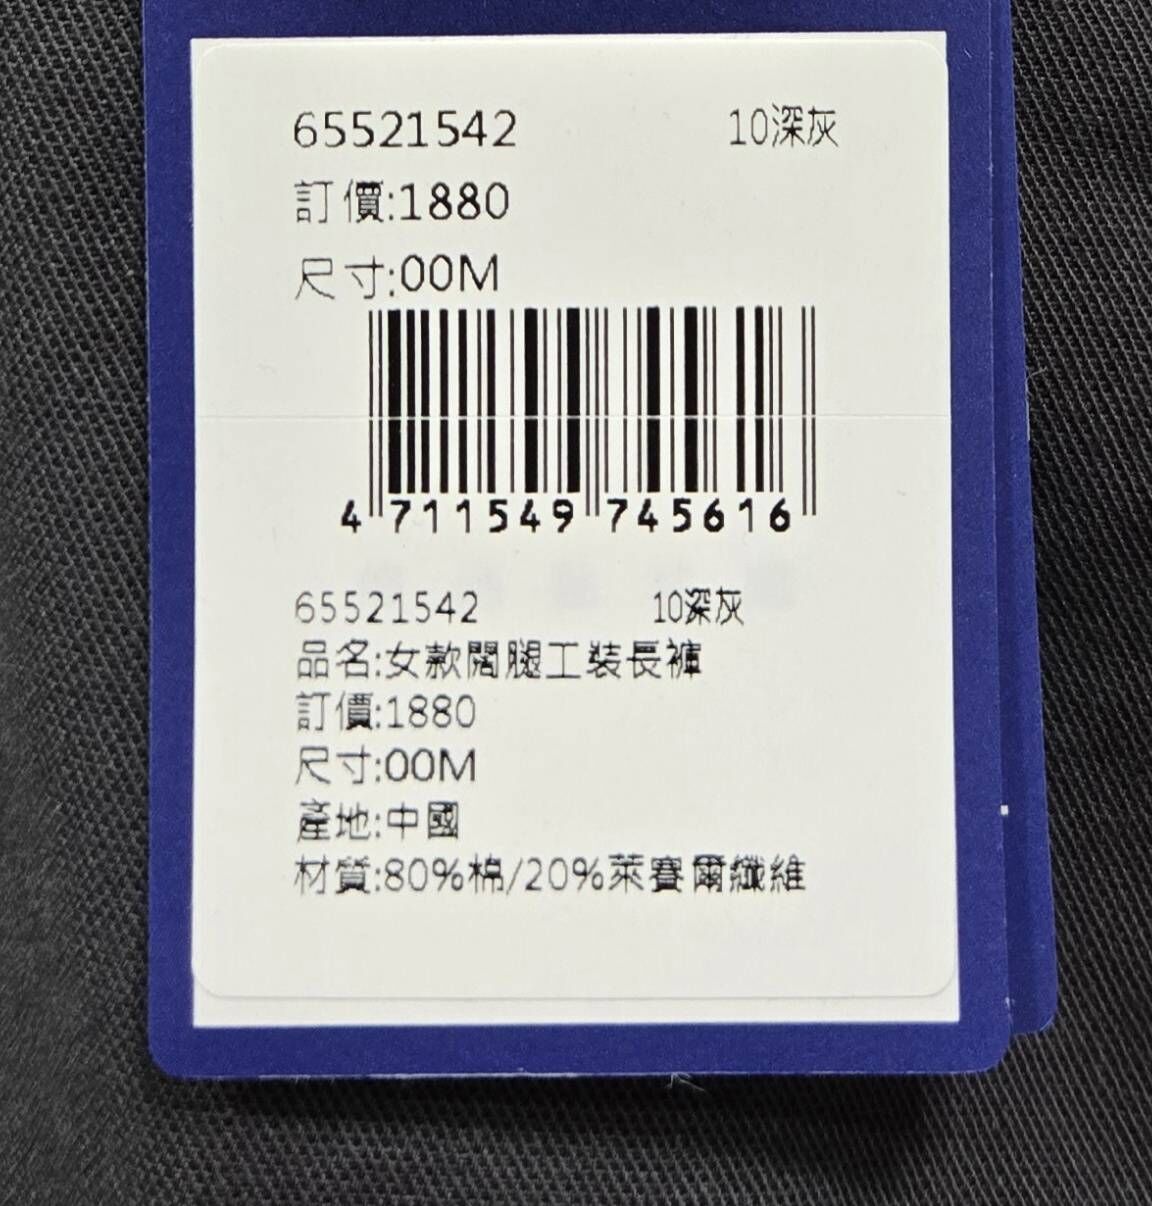 65521542 10深灰
訂價:1880
尺寸:00M
4 711549 745616
65521542 10深灰
品名:女款闊腿工裝長褲
訂價:1880
尺寸:00M
產地:中國
材質:80%棉/20%萊賽爾纖維